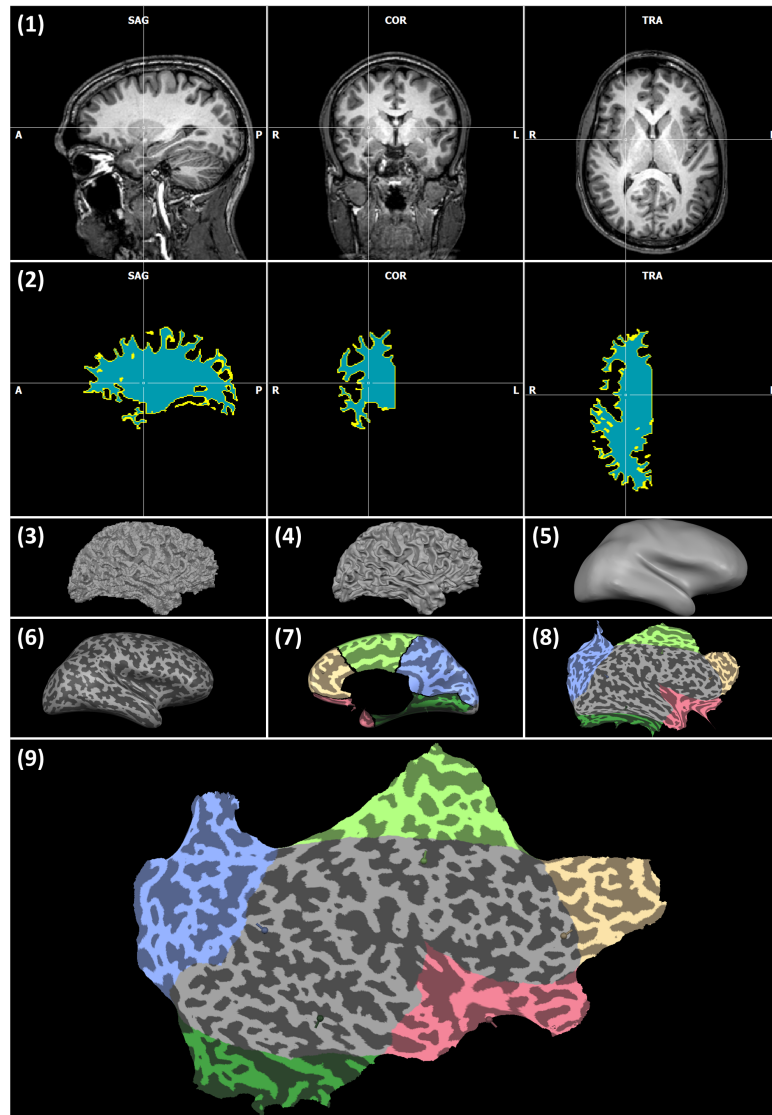 (1)
SAG
COR
TRA
A
P
R
L
R
(2)
SAG
COR
TRA
A
P
R
L
R
(3)
(4)
(5)
(6)
(7)
(8)
(9)